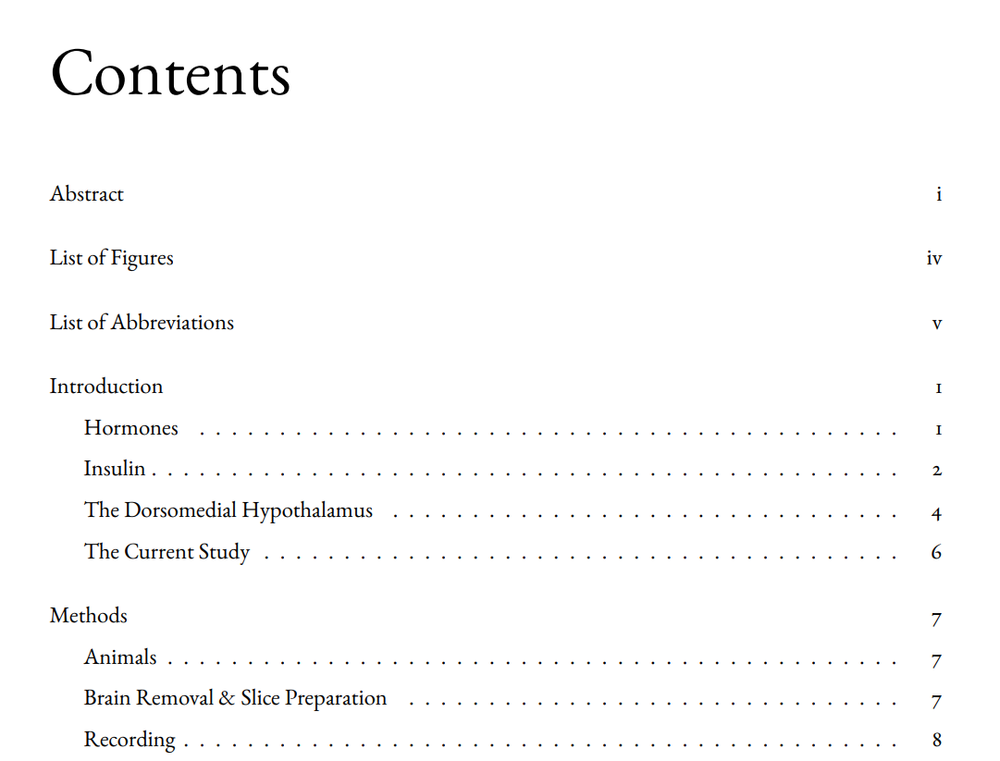 Contents
Abstract i
List of Figures iv
List of Abbreviations v
Introduction 1
Hormones . . . . . . . . . . . . . . . . . . . . . . . . . . . . . . . . . . . . . . . . . . . . 1
Insulin . . . . . . . . . . . . . . . . . . . . . . . . . . . . . . . . . . . . . . . . . . . . . . . 2
The Dorsomedial Hypothalamus . . . . . . . . . . . . . . . . . . . . . . . . . . . . . . . . 4
The Current Study . . . . . . . . . . . . . . . . . . . . . . . . . . . . . . . . . . . . . . . . 6
Methods 7
Animals . . . . . . . . . . . . . . . . . . . . . . . . . . . . . . . . . . . . . . . . . . . . . . 7
Brain Removal & Slice Preparation . . . . . . . . . . . . . . . . . . . . . . . . . . . . . . . 7
Recording . . . . . . . . . . . . . . . . . . . . . . . . . . . . . . . . . . . . . . . . . . . . . 8